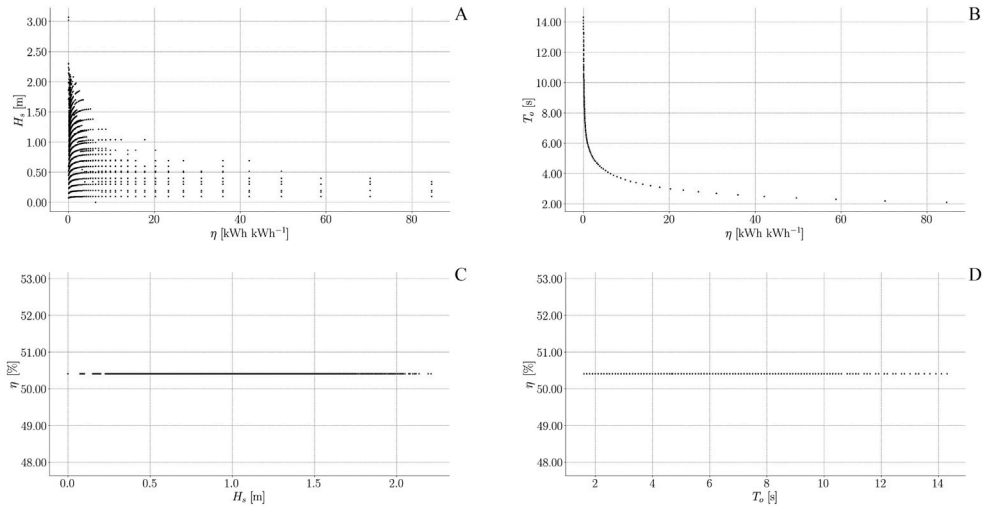 A
3.00
2.50
2.00
1.50
1.00
0.50
0.00
H_s [m]
0 20 40 60 80
η [kWh kWh⁻¹]
B
14.00
12.00
10.00
8.00
6.00
4.00
2.00
T_o [s]
0 20 40 60 80
η [kWh kWh⁻¹]
C
53.00
52.00
51.00
50.00
49.00
48.00
η [%]
0.0 0.5 1.0 1.5 2.0
H_s [m]
D
53.00
52.00
51.00
50.00
49.00
48.00
η [%]
2 4 6 8 10 12 14
T_o [s]